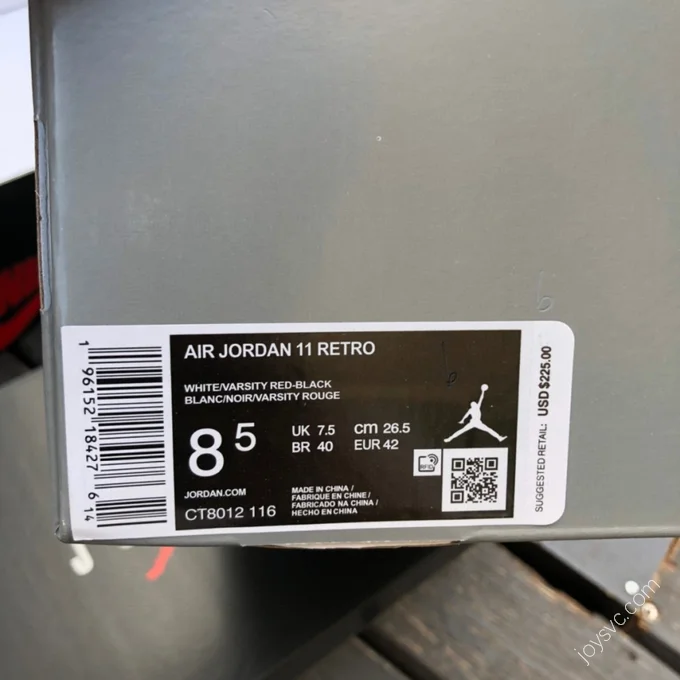 AIR JORDAN 11 RETRO
WHITE/VARSITY RED-BLACK
BLANC/NOIR/VARSITY ROUGE
8 5
UK 7.5 cm 26.5
BR 40 EUR 42
JORDAN.COM
CT8012 116
MADE IN CHINA /
FABRIQUE EN CHINE /
FABRICADO NA CHINA /
HECHO EN CHINA
RFID
1 96152 18427 6 14
SUGGESTED RETAIL: USD $225.00
joysvc.com